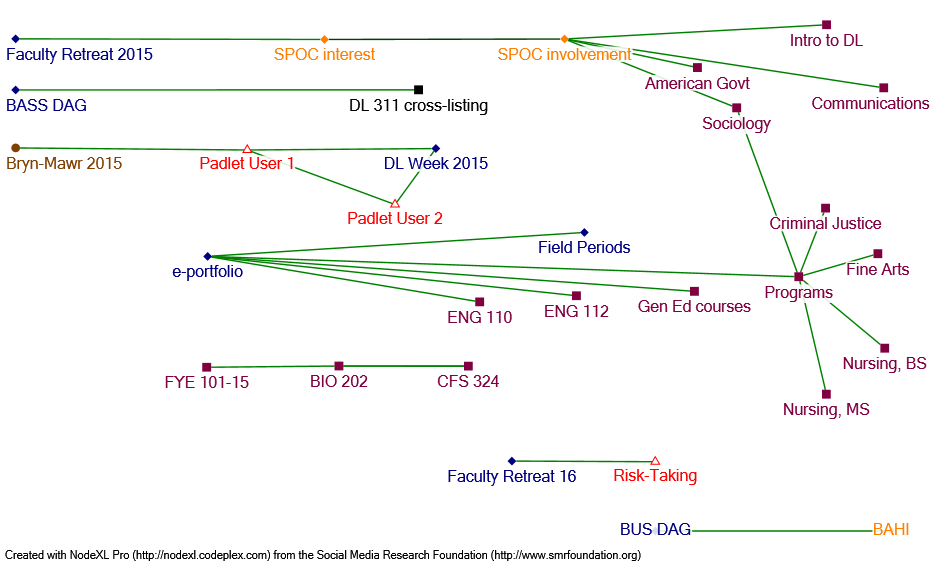 Intro to DL
Faculty Retreat 2015
SPOC interest
SPOC involvement
American Govt
Communications
BASS DAG
DL 311 cross-listing
Sociology
Bryn-Mawr 2015
Padlet User 1
DL Week 2015
Padlet User 2
Criminal Justice
Field Periods
e-portfolio
Fine Arts
Programs
Gen Ed courses
ENG 112
ENG 110
Nursing, BS
FYE 101-15
BIO 202
CFS 324
Nursing, MS
Faculty Retreat 16
Risk-Taking
BUS DAG
BAHI
Created with NodeXL Pro (http://nodexl.codeplex.com) from the Social Media Research Foundation (http://www.smrfoundation.org)